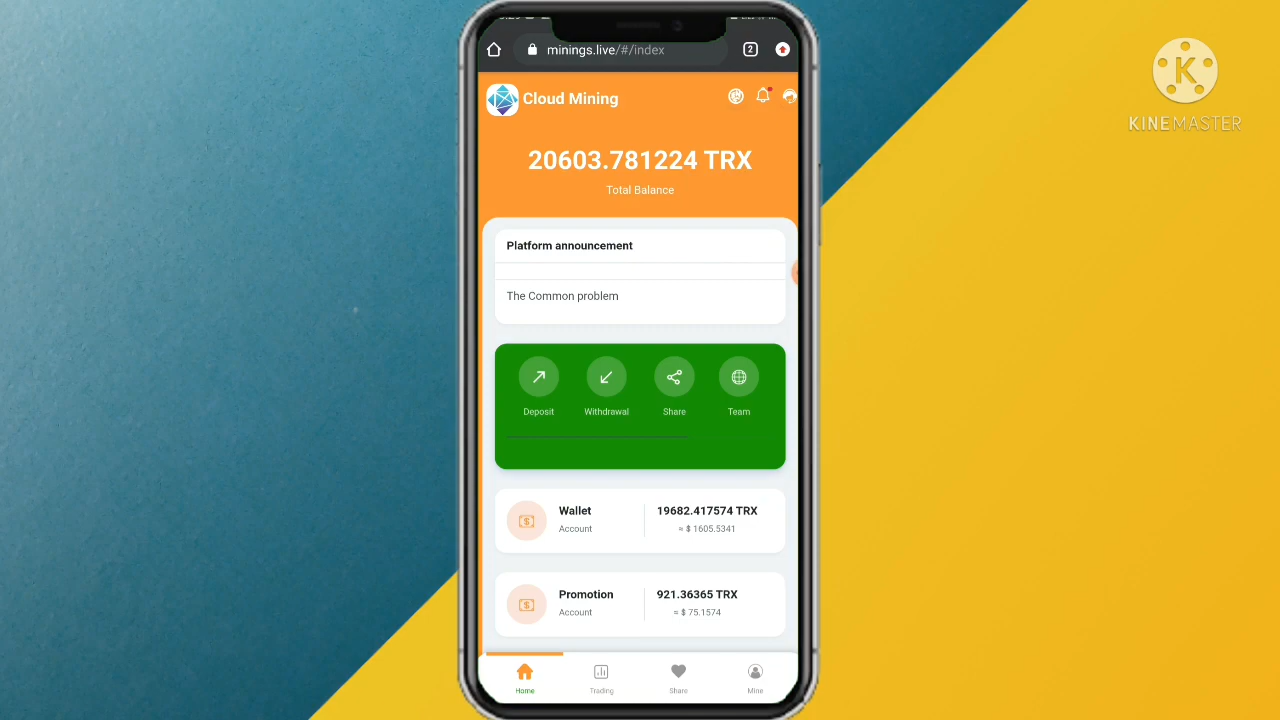 minings.live/#/index
2
Cloud Mining
20603.781224 TRX
Total Balance
Platform announcement
The Common problem
Deposit
Withdrawal
Share
Team
Wallet
Account
19682.417574 TRX
≈ $ 1605.5341
Promotion
Account
921.36365 TRX
≈ $ 75.1574
Home
Trading
Share
Mine
K
KINEMASTER